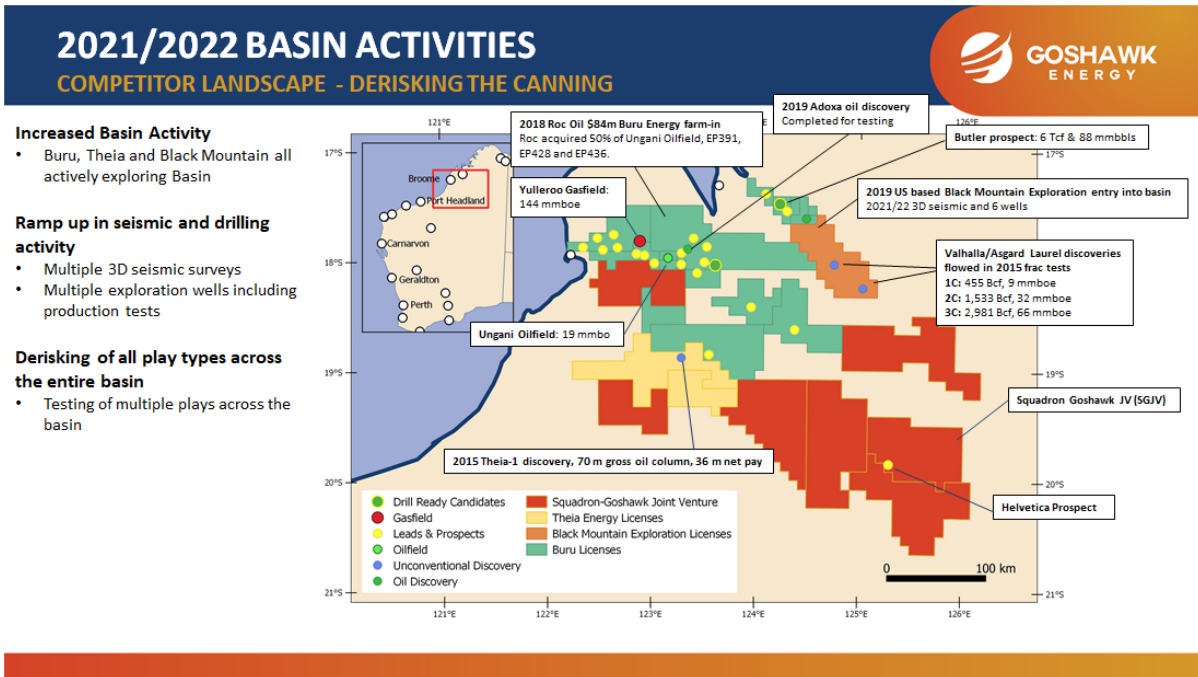 2021/2022 BASIN ACTIVITIES
COMPETITOR LANDSCAPE - DERISKING THE CANNING
GOSHAWK
ENERGY
Increased Basin Activity
• Buru, Theia and Black Mountain all
actively exploring Basin
Ramp up in seismic and drilling
activity
• Multiple 3D seismic surveys
• Multiple exploration wells including
production tests
Derisking of all play types across
the entire basin
• Testing of multiple plays across the
basin
121°E
126°E
2018 Roc Oil $84m Buru Energy farm-in
Roc acquired 50% of Ungani Oilfield, EP391,
EP428 and EP436.
2019 Adoxa oil discovery
Completed for testing
Butler prospect: 6 Tcf & 88 mmbbls
Yulleroo Gasfield:
144 mmboe
2019 US based Black Mountain Exploration entry into basin
2021/22 3D seismic and 6 wells
Valhalla/Asgard Laurel discoveries
flowed in 2015 frac tests
1C: 455 Bcf, 9 mmboe
2C: 1,533 Bcf, 32 mmboe
3C: 2,981 Bcf, 66 mmboe
Ungani Oilfield: 19 mmbo
Squadron Goshawk JV (SGJV)
2015 Theia-1 discovery, 70 m gross oil column, 36 m net pay
Helvetica Prospect
17°S
18°S
19°S
20°S
21°S
17°S
19°S
20°S
21°S
Broome
Port Headland
Carnarvon
Geraldton
Perth
Drill Ready Candidates
Gasfield
Leads & Prospects
Oilfield
Unconventional Discovery
Oil Discovery
Squadron-Goshawk Joint Venture
Theia Energy Licenses
Black Mountain Exploration Licenses
Buru Licenses
0 100 km
121°E 122°E 123°E 124°E 125°E 126°E